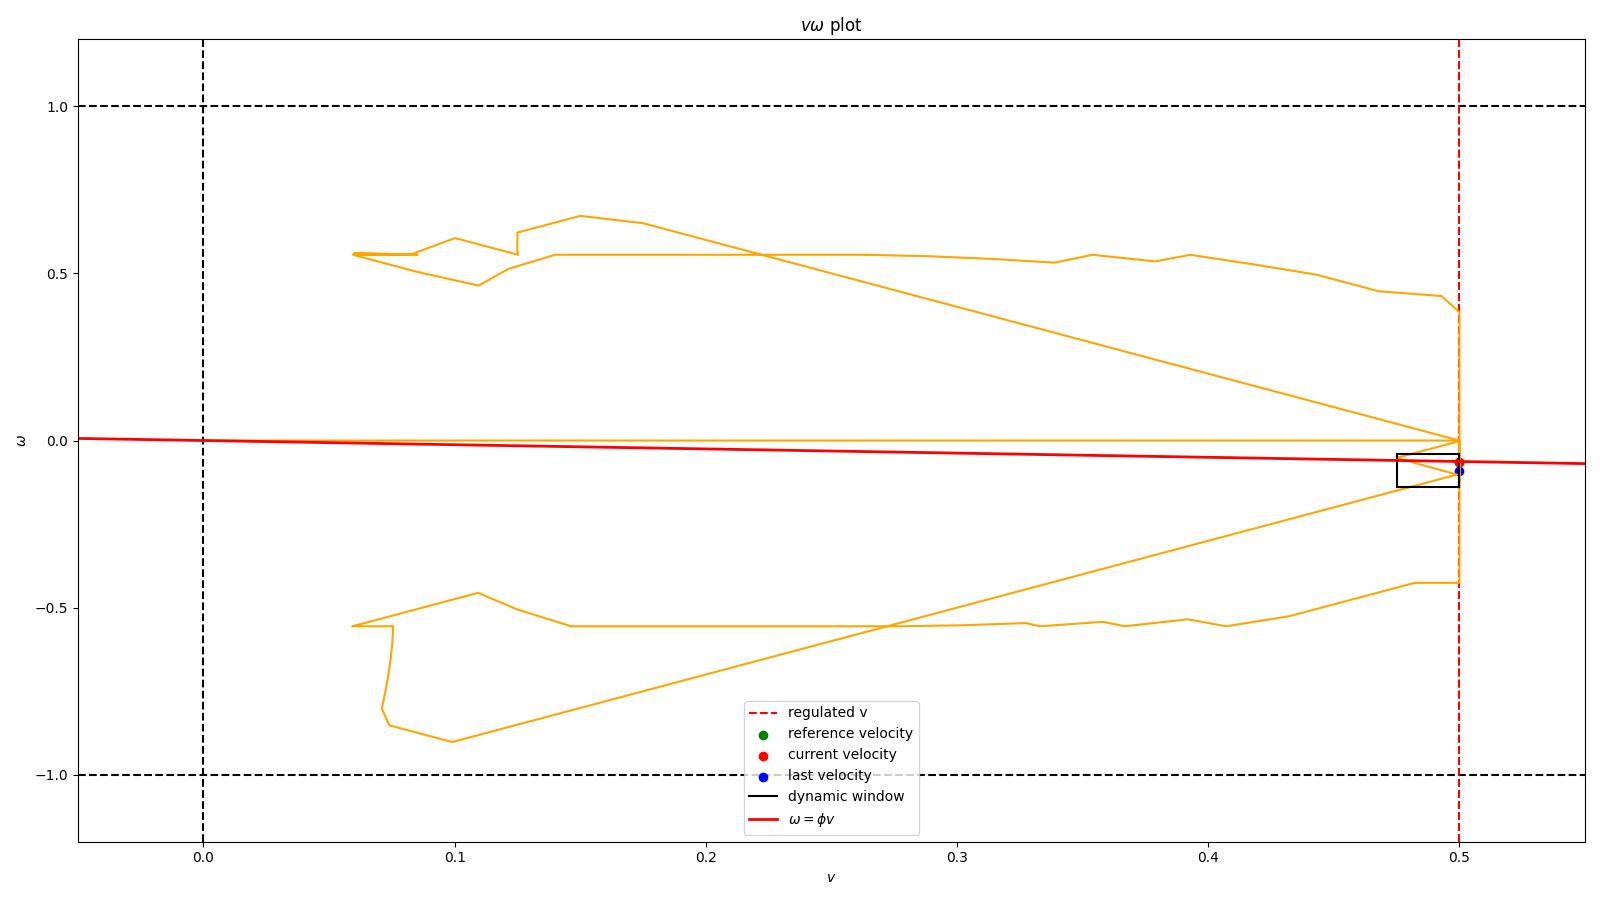 vω plot
ω
1.0
0.5
0.0
−0.5
−1.0
regulated v
reference velocity
current velocity
last velocity
dynamic window
ω = ϕv
0.0 0.1 0.2 0.3 0.4 0.5
v